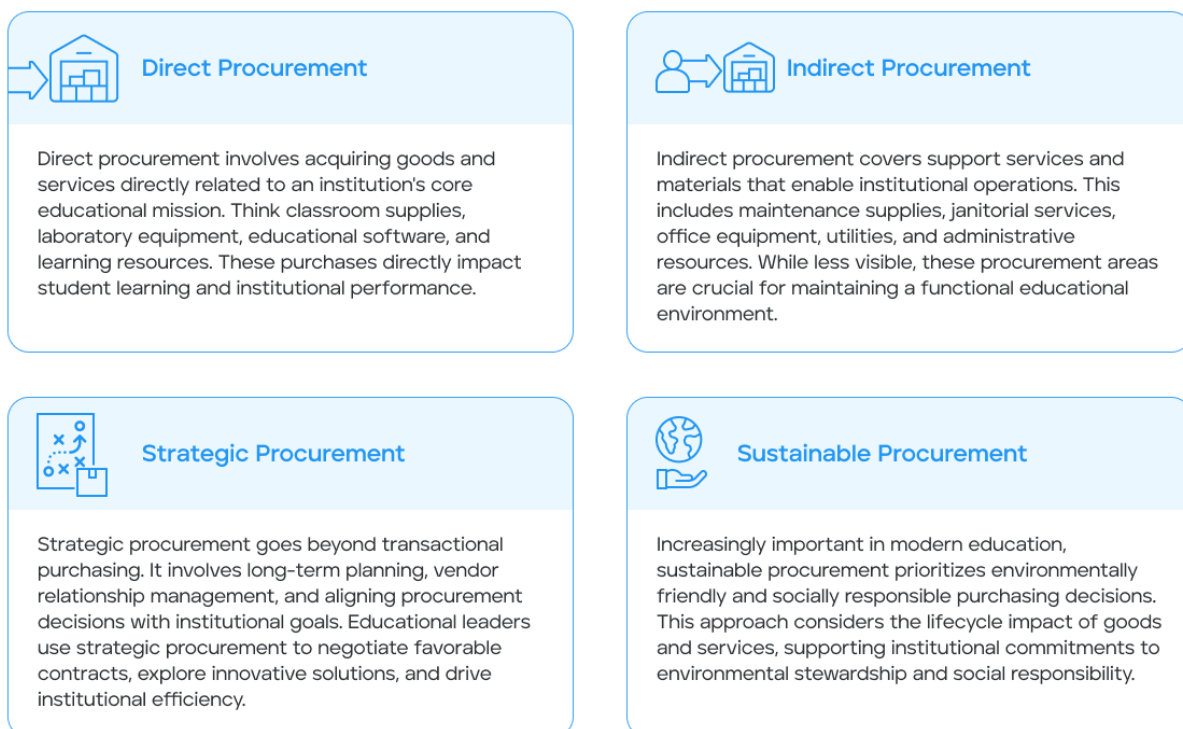 Direct Procurement
Direct procurement involves acquiring goods and
services directly related to an institution's core
educational mission. Think classroom supplies,
laboratory equipment, educational software, and
learning resources. These purchases directly impact
student learning and institutional performance.
Indirect Procurement
Indirect procurement covers support services and
materials that enable institutional operations. This
includes maintenance supplies, janitorial services,
office equipment, utilities, and administrative
resources. While less visible, these procurement areas
are crucial for maintaining a functional educational
environment.
Strategic Procurement
Strategic procurement goes beyond transactional
purchasing. It involves long-term planning, vendor
relationship management, and aligning procurement
decisions with institutional goals. Educational leaders
use strategic procurement to negotiate favorable
contracts, explore innovative solutions, and drive
institutional efficiency.
Sustainable Procurement
Increasingly important in modern education,
sustainable procurement prioritizes environmentally
friendly and socially responsible purchasing decisions.
This approach considers the lifecycle impact of goods
and services, supporting institutional commitments to
environmental stewardship and social responsibility.